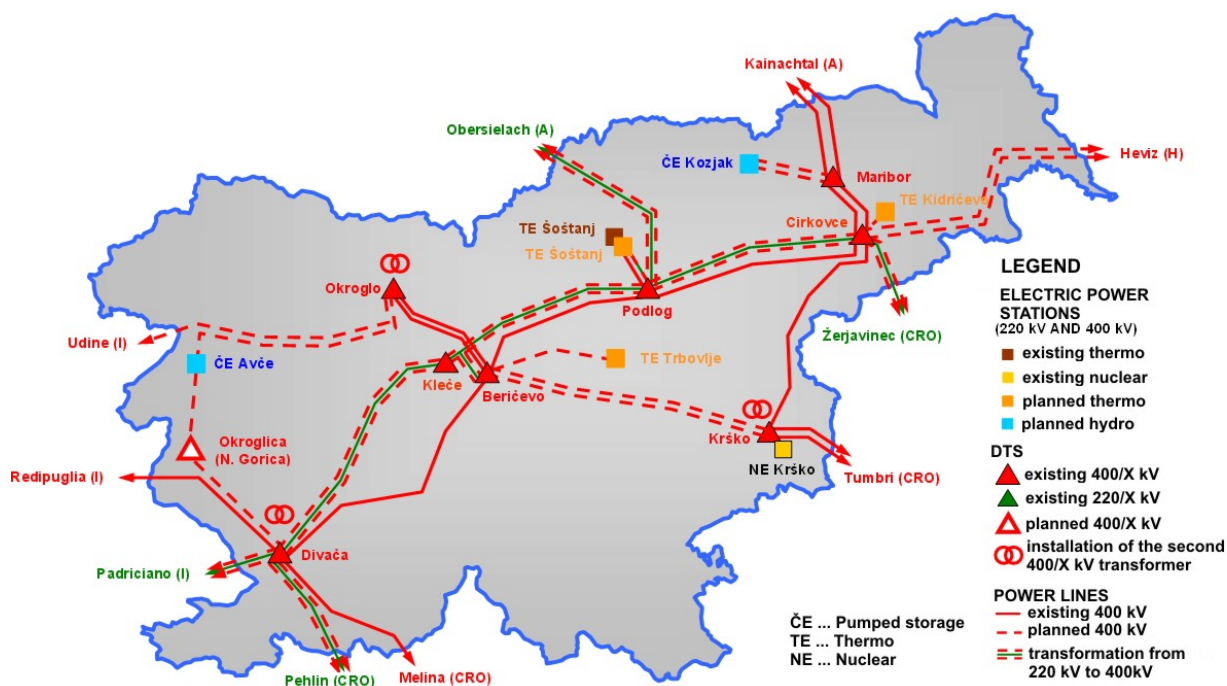 Kainachtal (A)
Obersielach (A)
Heviz (H)
ČE Kozjak
Maribor
TE Kidričevo
Cirkovce
TE Šoštanj
TE Šoštanj
Okroglo
Podlog
Žerjavinec (CRO)
Udine (I)
ČE Avče
Kleče
Beričevo
TE Trbovlje
Okroglica
(N. Gorica)
Krško
NE Krško
Tumbri (CRO)
Redipuglia (I)
Divača
Padriciano (I)
Pehlin (CRO)
Melina (CRO)
ČE ... Pumped storage
TE ... Thermo
NE ... Nuclear
LEGEND
ELECTRIC POWER
STATIONS
(220 kV AND 400 kV)
existing thermo
existing nuclear
planned thermo
planned hydro
DTS
existing 400/X kV
existing 220/X kV
planned 400/X kV
installation of the second
400/X kV transformer
POWER LINES
existing 400 kV
planned 400 kV
transformation from
220 kV to 400kV